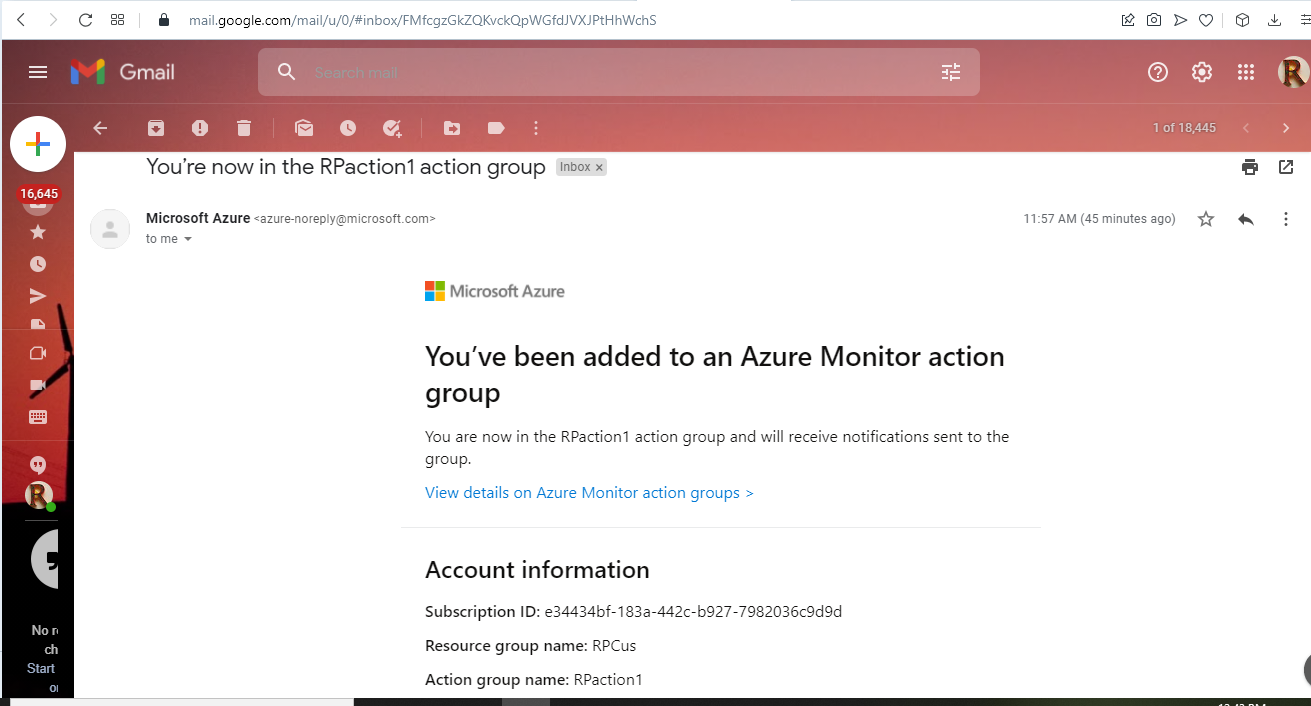 mail.google.com/mail/u/0/#inbox/FMfcgzGkZQKvckQpWGfdJVXJPtHhWchS
Gmail
Search mail
R
1 of 18,445
16,645
You're now in the RPaction1 action group
Inbox ×
Microsoft Azure <azure-noreply@microsoft.com>
11:57 AM (45 minutes ago)
to me
Microsoft Azure
You've been added to an Azure Monitor action
group
You are now in the RPaction1 action group and will receive notifications sent to the
group.
View details on Azure Monitor action groups >
Account information
Subscription ID: e34434bf-183a-442c-b927-7982036c9d9d
Resource group name: RPCus
Action group name: RPaction1
R
No
ch
Start